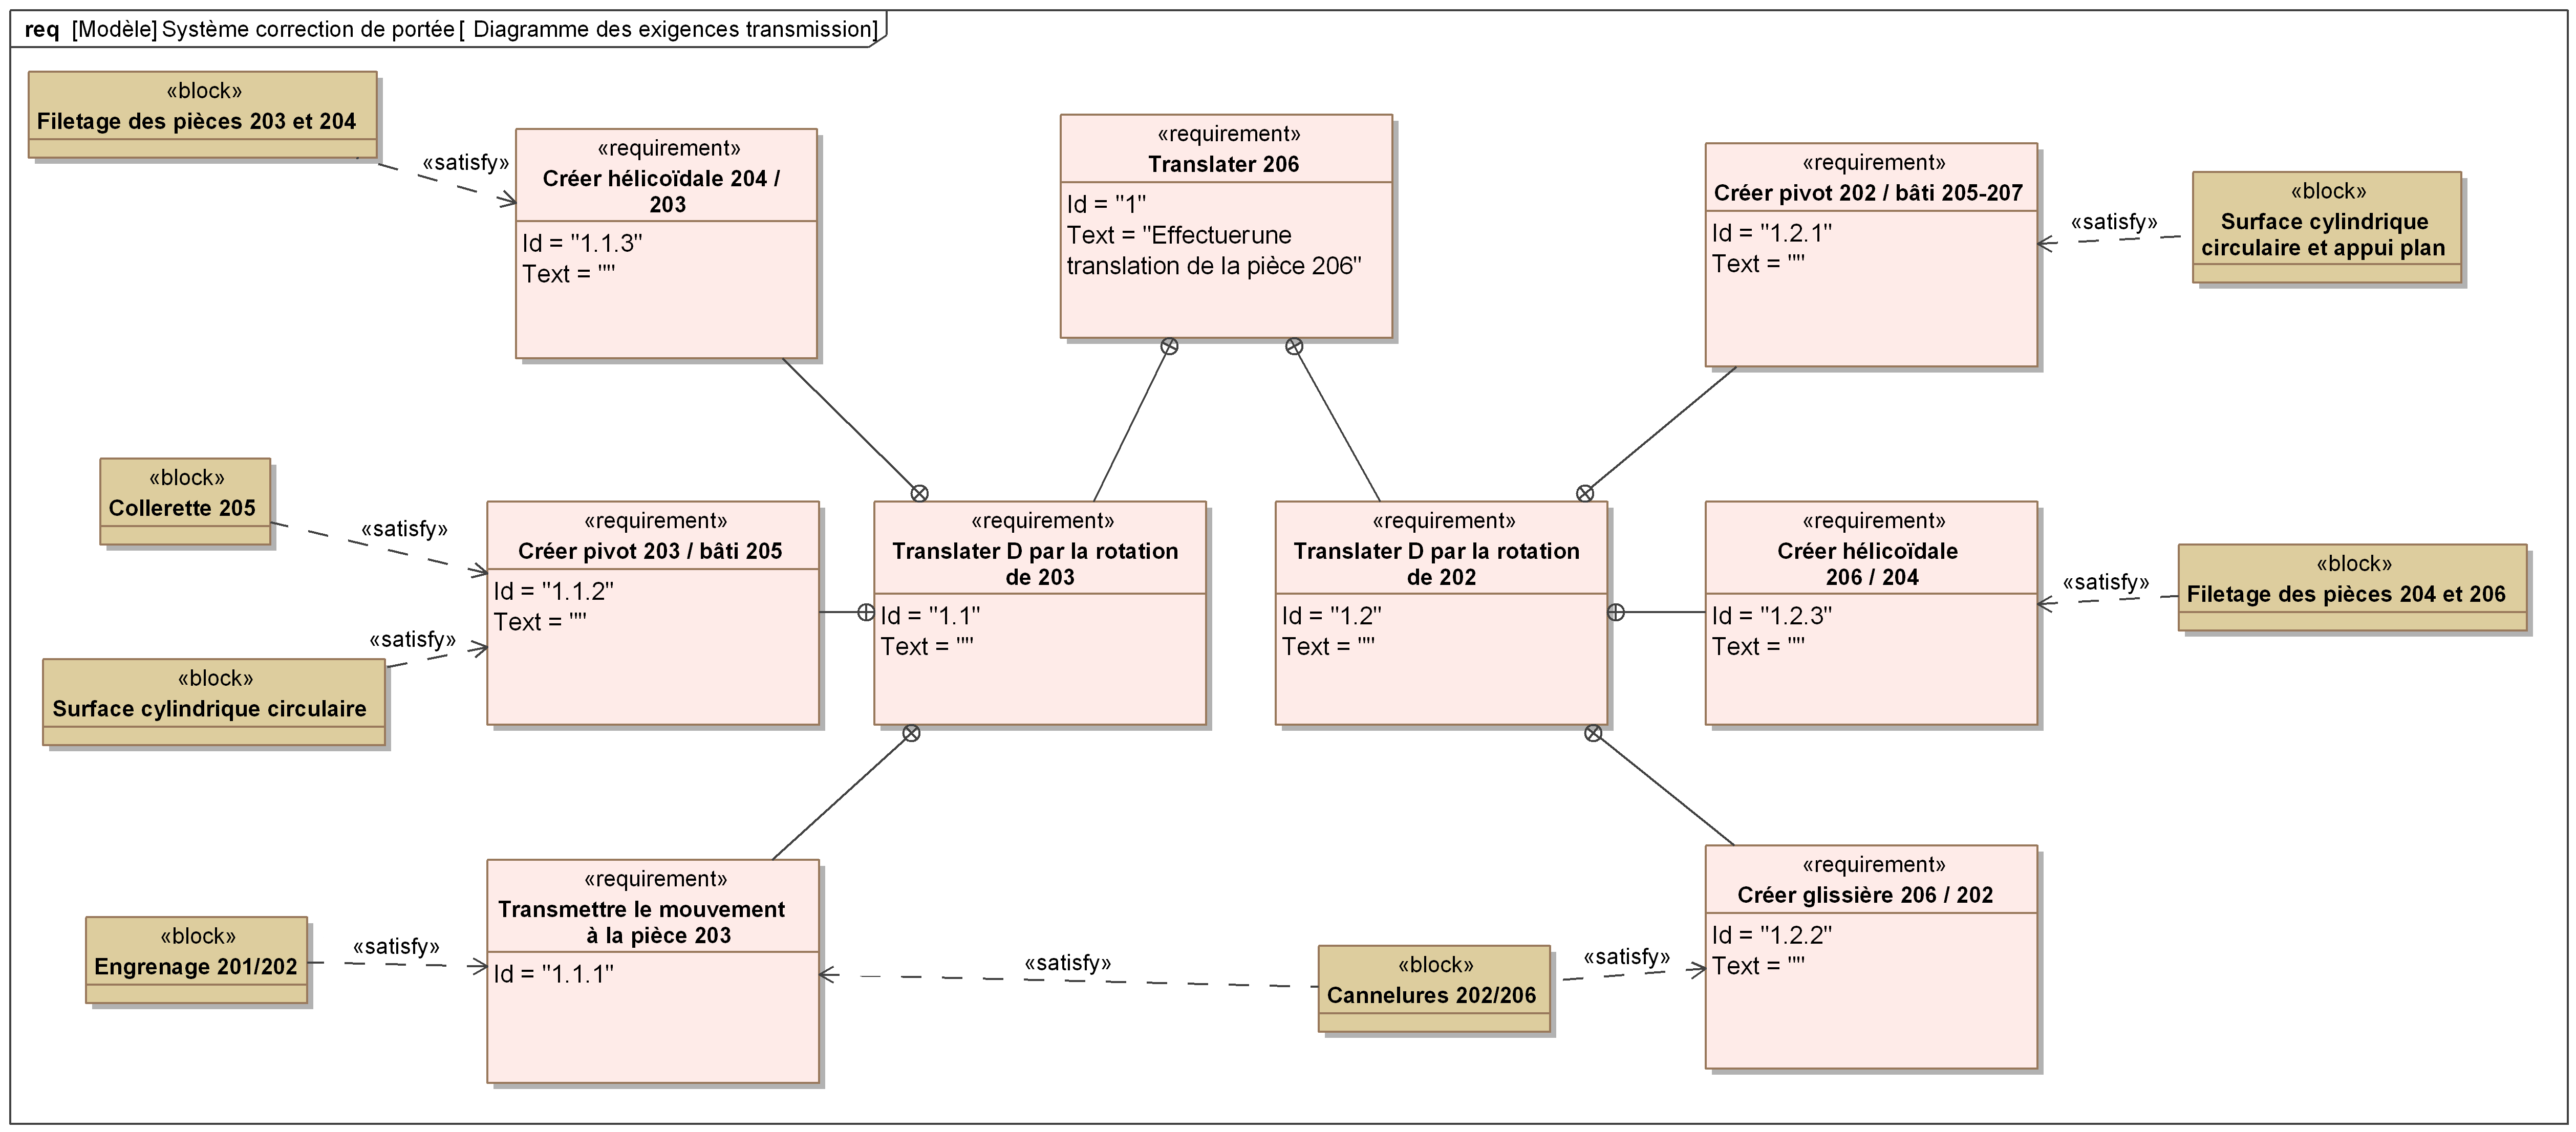 req [Modèle] Système correction de portée [ Diagramme des exigences transmission]
«block»
Filetage des pièces 203 et 204
«satisfy»
«requirement»
Créer hélicoïdale 204 /
203
Id = "1.1.3"
Text = ""
«requirement»
Translater 206
Id = "1"
Text = "Effectuerune
translation de la pièce 206"
«requirement»
Créer pivot 202 / bâti 205-207
Id = "1.2.1"
Text = ""
«satisfy»
«block»
Surface cylindrique
circulaire et appui plan
«block»
Collerette 205
«satisfy»
«satisfy»
«block»
Surface cylindrique circulaire
«requirement»
Créer pivot 203 / bâti 205
Id = "1.1.2"
Text = ""
«requirement»
Translater D par la rotation
de 203
Id = "1.1"
Text = ""
«requirement»
Translater D par la rotation
de 202
Id = "1.2"
Text = ""
«requirement»
Créer hélicoïdale
206 / 204
Id = "1.2.3"
Text = ""
«satisfy»
«block»
Filetage des pièces 204 et 206
«block»
Engrenage 201/202
«satisfy»
«requirement»
Transmettre le mouvement
à la pièce 203
Id = "1.1.1"
«satisfy»
«block»
Cannelures 202/206
«satisfy»
«requirement»
Créer glissière 206 / 202
Id = "1.2.2"
Text = ""